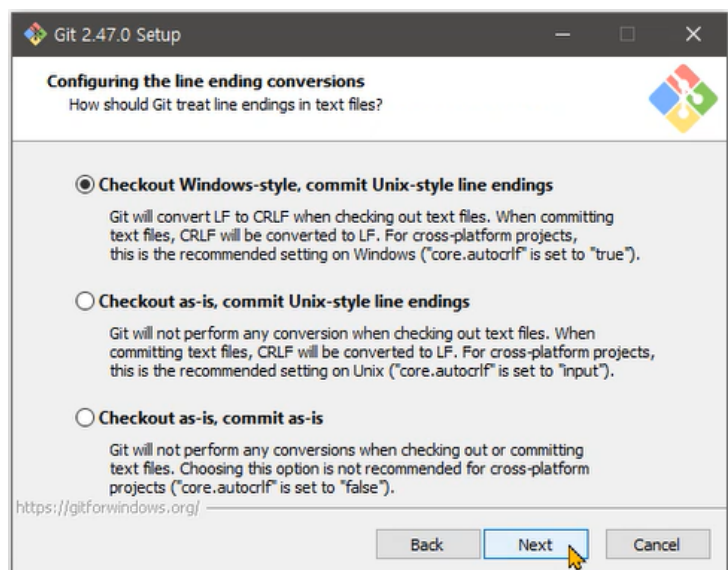 Git 2.47.0 Setup
Configuring the line ending conversions
How should Git treat line endings in text files?
Checkout Windows-style, commit Unix-style line endings
Git will convert LF to CRLF when checking out text files. When committing
text files, CRLF will be converted to LF. For cross-platform projects,
this is the recommended setting on Windows ("core.autocrlf" is set to "true").
Checkout as-is, commit Unix-style line endings
Git will not perform any conversion when checking out text files. When
committing text files, CRLF will be converted to LF. For cross-platform projects,
this is the recommended setting on Unix ("core.autocrlf" is set to "input").
Checkout as-is, commit as-is
Git will not perform any conversions when checking out or committing
text files. Choosing this option is not recommended for cross-platform
projects ("core.autocrlf" is set to "false").
https://gitforwindows.org/
Back Next Cancel